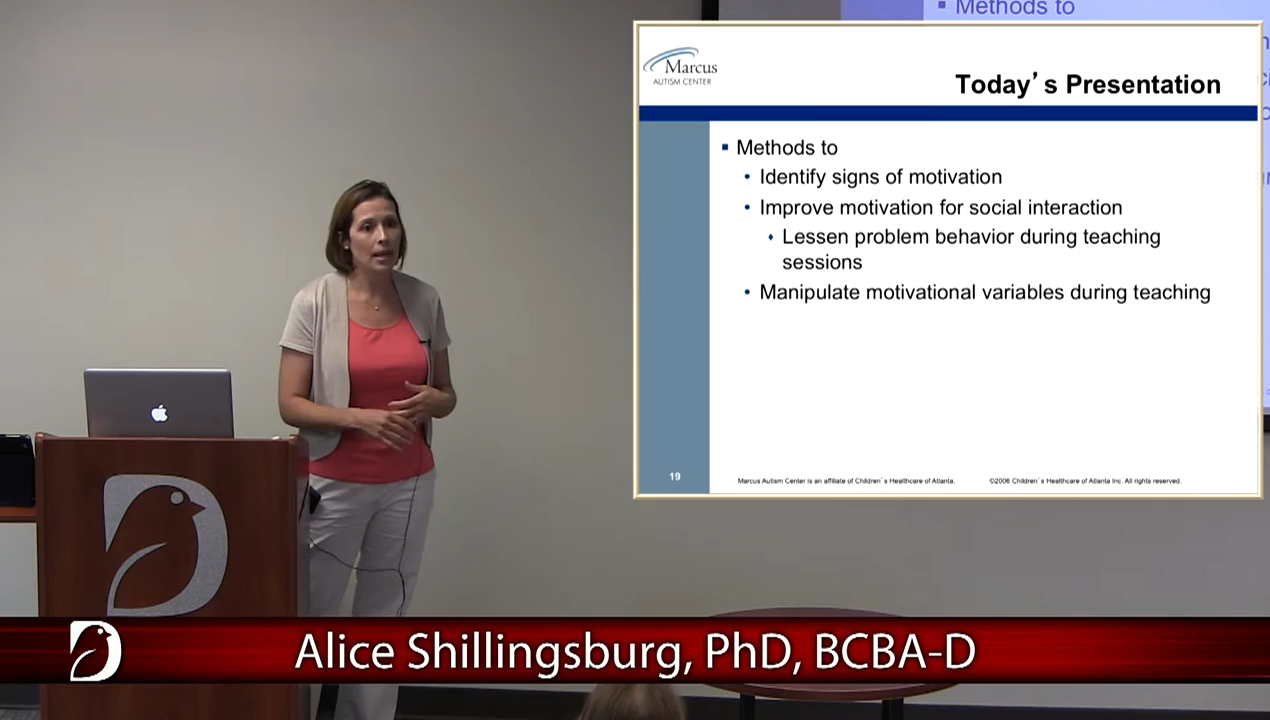 Methods to
Marcus
AUTISM CENTER
Today's Presentation
Methods to
Identify signs of motivation
Improve motivation for social interaction
Lessen problem behavior during teaching
sessions
Manipulate motivational variables during teaching
19
Marcus Autism Center is an affiliate of Children's Healthcare of Atlanta.
©2006 Children's Healthcare of Atlanta Inc. All rights reserved.
D
D
Alice Shillingsburg, PhD, BCBA-D